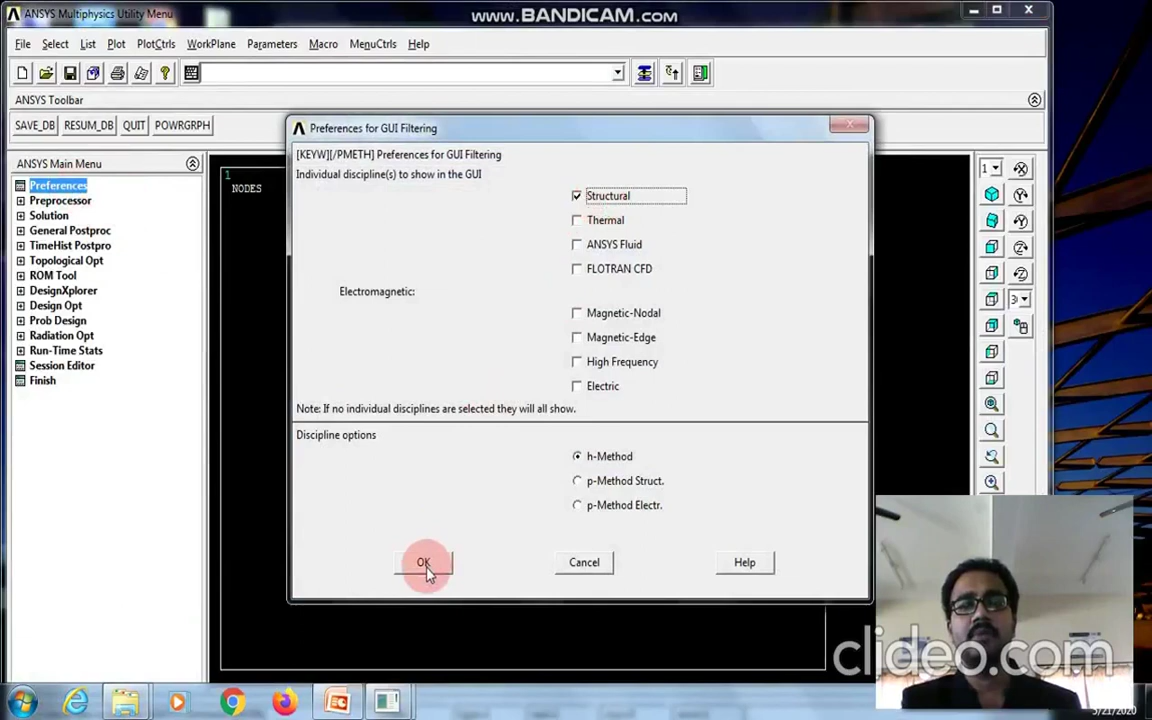 ANSYS Multiphysics Utility Menu
www.BANDICAM.com
File Select List Plot PlotCtrls WorkPlane Parameters Macro MenuCtrls Help
ANSYS Toolbar
SAVE_DB RESUM_DB QUIT POWRGRPH
ANSYS Main Menu
Preferences
Preprocessor
Solution
General Postproc
TimeHist Postpro
Topological Opt
ROM Tool
DesignXplorer
Design Opt
Prob Design
Radiation Opt
Run-Time Stats
Session Editor
Finish
1
NODES
Preferences for GUI Filtering
[KEYW][/PMETH] Preferences for GUI Filtering
Individual discipline(s) to show in the GUI
Structural
Thermal
ANSYS Fluid
FLOTRAN CFD
Electromagnetic:
Magnetic-Nodal
Magnetic-Edge
High Frequency
Electric
Note: If no individual disciplines are selected they will all show.
Discipline options
h-Method
p-Method Struct.
p-Method Electr.
OK Cancel Help
1
clideo.com
5/21/2020